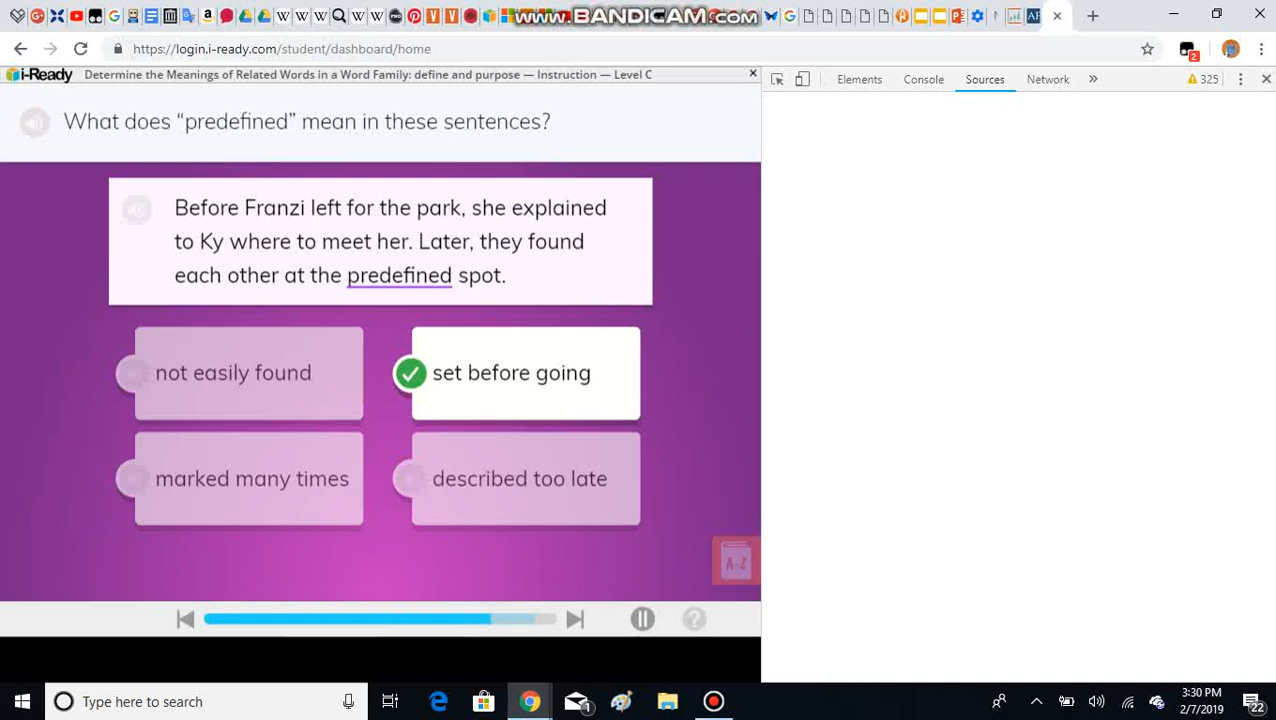 www.BANDICAM.com
https://login.i-ready.com/student/dashboard/home
2
i-Ready Determine the Meanings of Related Words in a Word Family: define and purpose — Instruction — Level C
Elements Console Sources Network » 325
What does “predefined” mean in these sentences?
Before Franzi left for the park, she explained
to Ky where to meet her. Later, they found
each other at the predefined spot.
not easily found
set before going
marked many times
described too late
A-Z
?
Type here to search
1
3:30 PM
2/7/2019
22